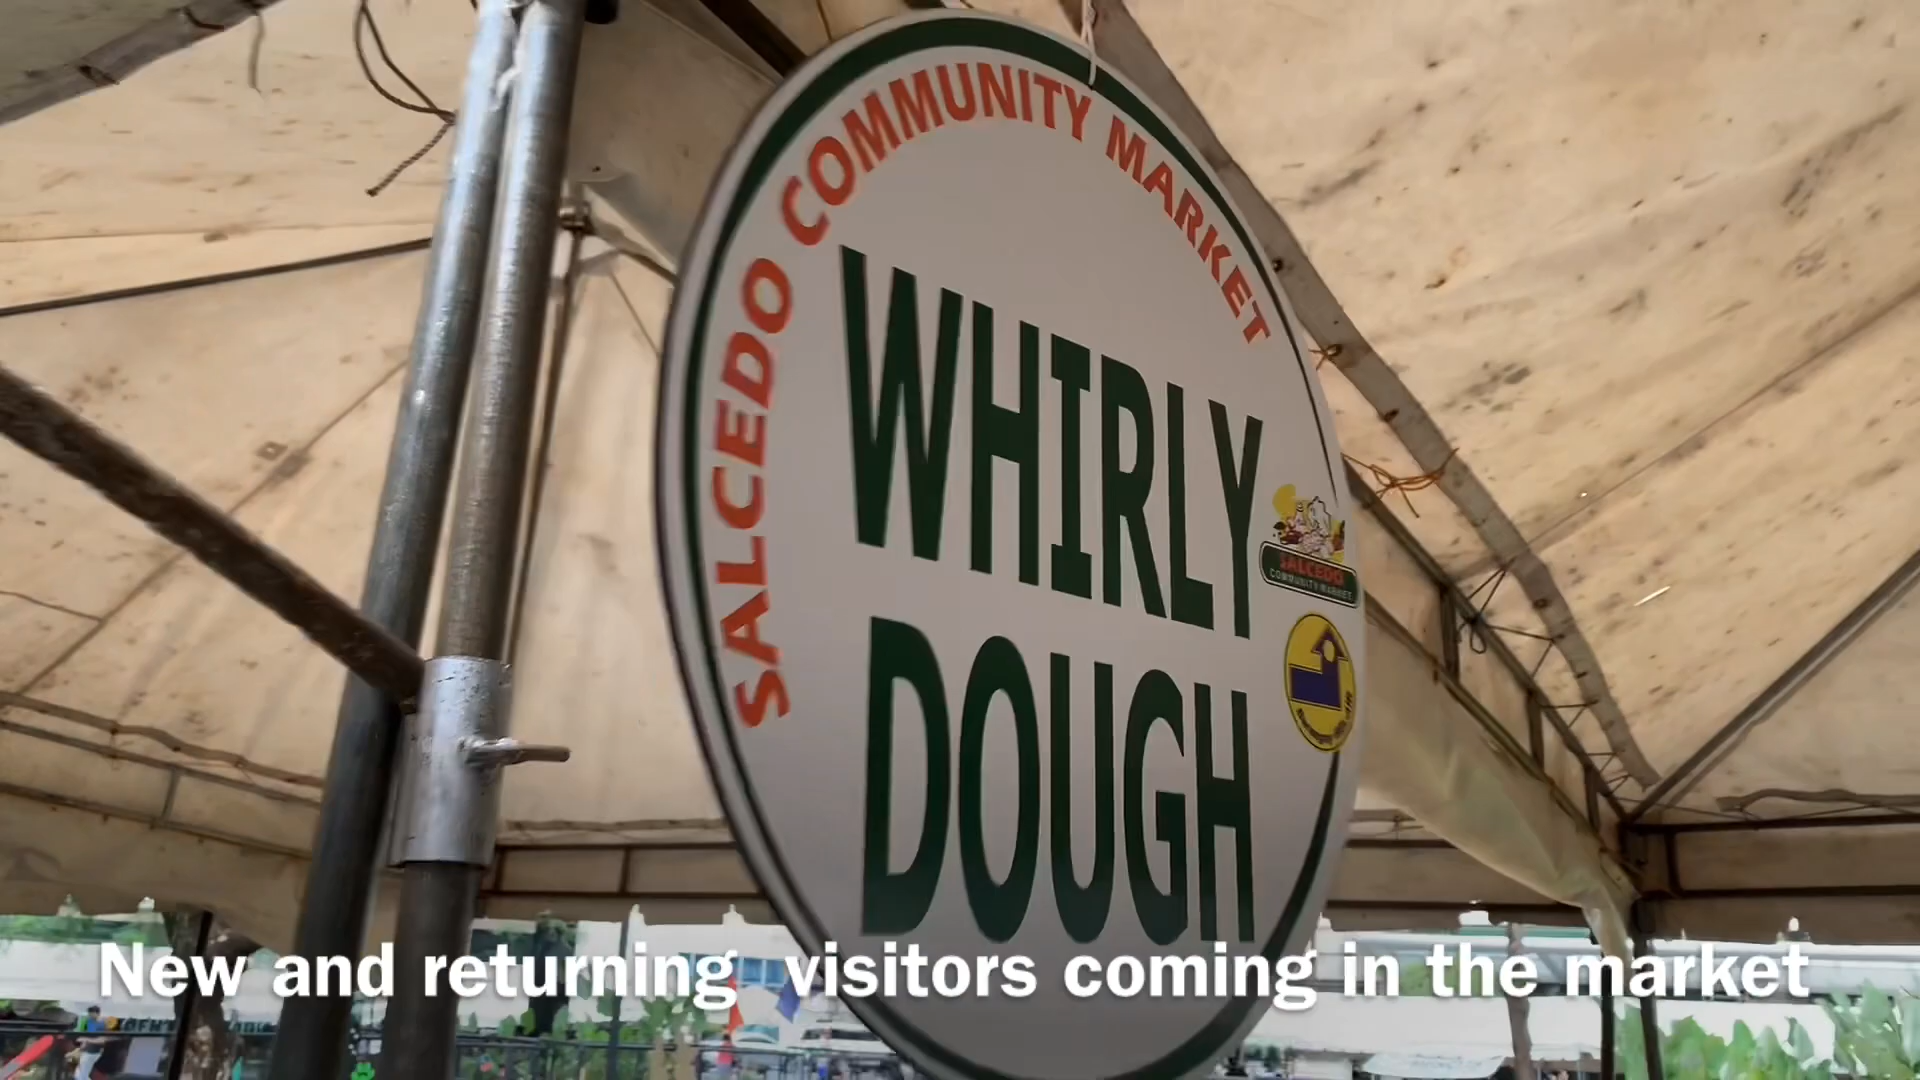 SALCEDO COMMUNITY MARKET
WHIRLY
DOUGH
SALCEDO
COMMUNITY MARKET
New and returning visitors coming in the market